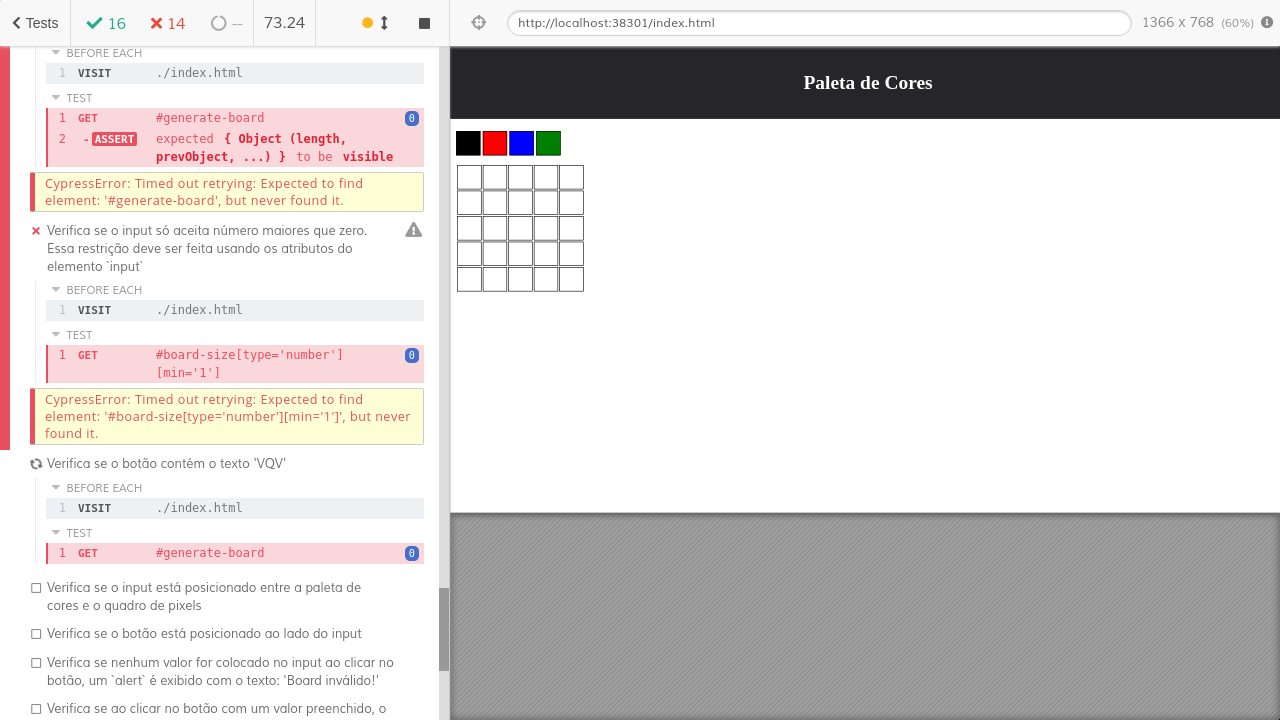 Tests
16
14
--
73.24
http://localhost:38301/index.html
1366 x 768 (60%)
BEFORE EACH
1 VISIT ./index.html
TEST
1 GET #generate-board 0
2 -ASSERT expected { Object (length,
prevObject, ...) } to be visible
CypressError: Timed out retrying: Expected to find
element: '#generate-board', but never found it.
Verifica se o input só aceita número maiores que zero.
Essa restrição deve ser feita usando os atributos do
elemento `input`
BEFORE EACH
1 VISIT ./index.html
TEST
1 GET #board-size[type='number'] 0
[min='1']
CypressError: Timed out retrying: Expected to find
element: '#board-size[type='number'][min='1']', but never
found it.
Verifica se o botão contém o texto 'VQV'
BEFORE EACH
1 VISIT ./index.html
TEST
1 GET #generate-board 0
Verifica se o input está posicionado entre a paleta de
cores e o quadro de pixels
Verifica se o botão está posicionado ao lado do input
Verifica se nenhum valor for colocado no input ao clicar no
botão, um `alert` é exibido com o texto: 'Board inválido!'
Verifica se ao clicar no botão com um valor preenchido, o
Paleta de Cores